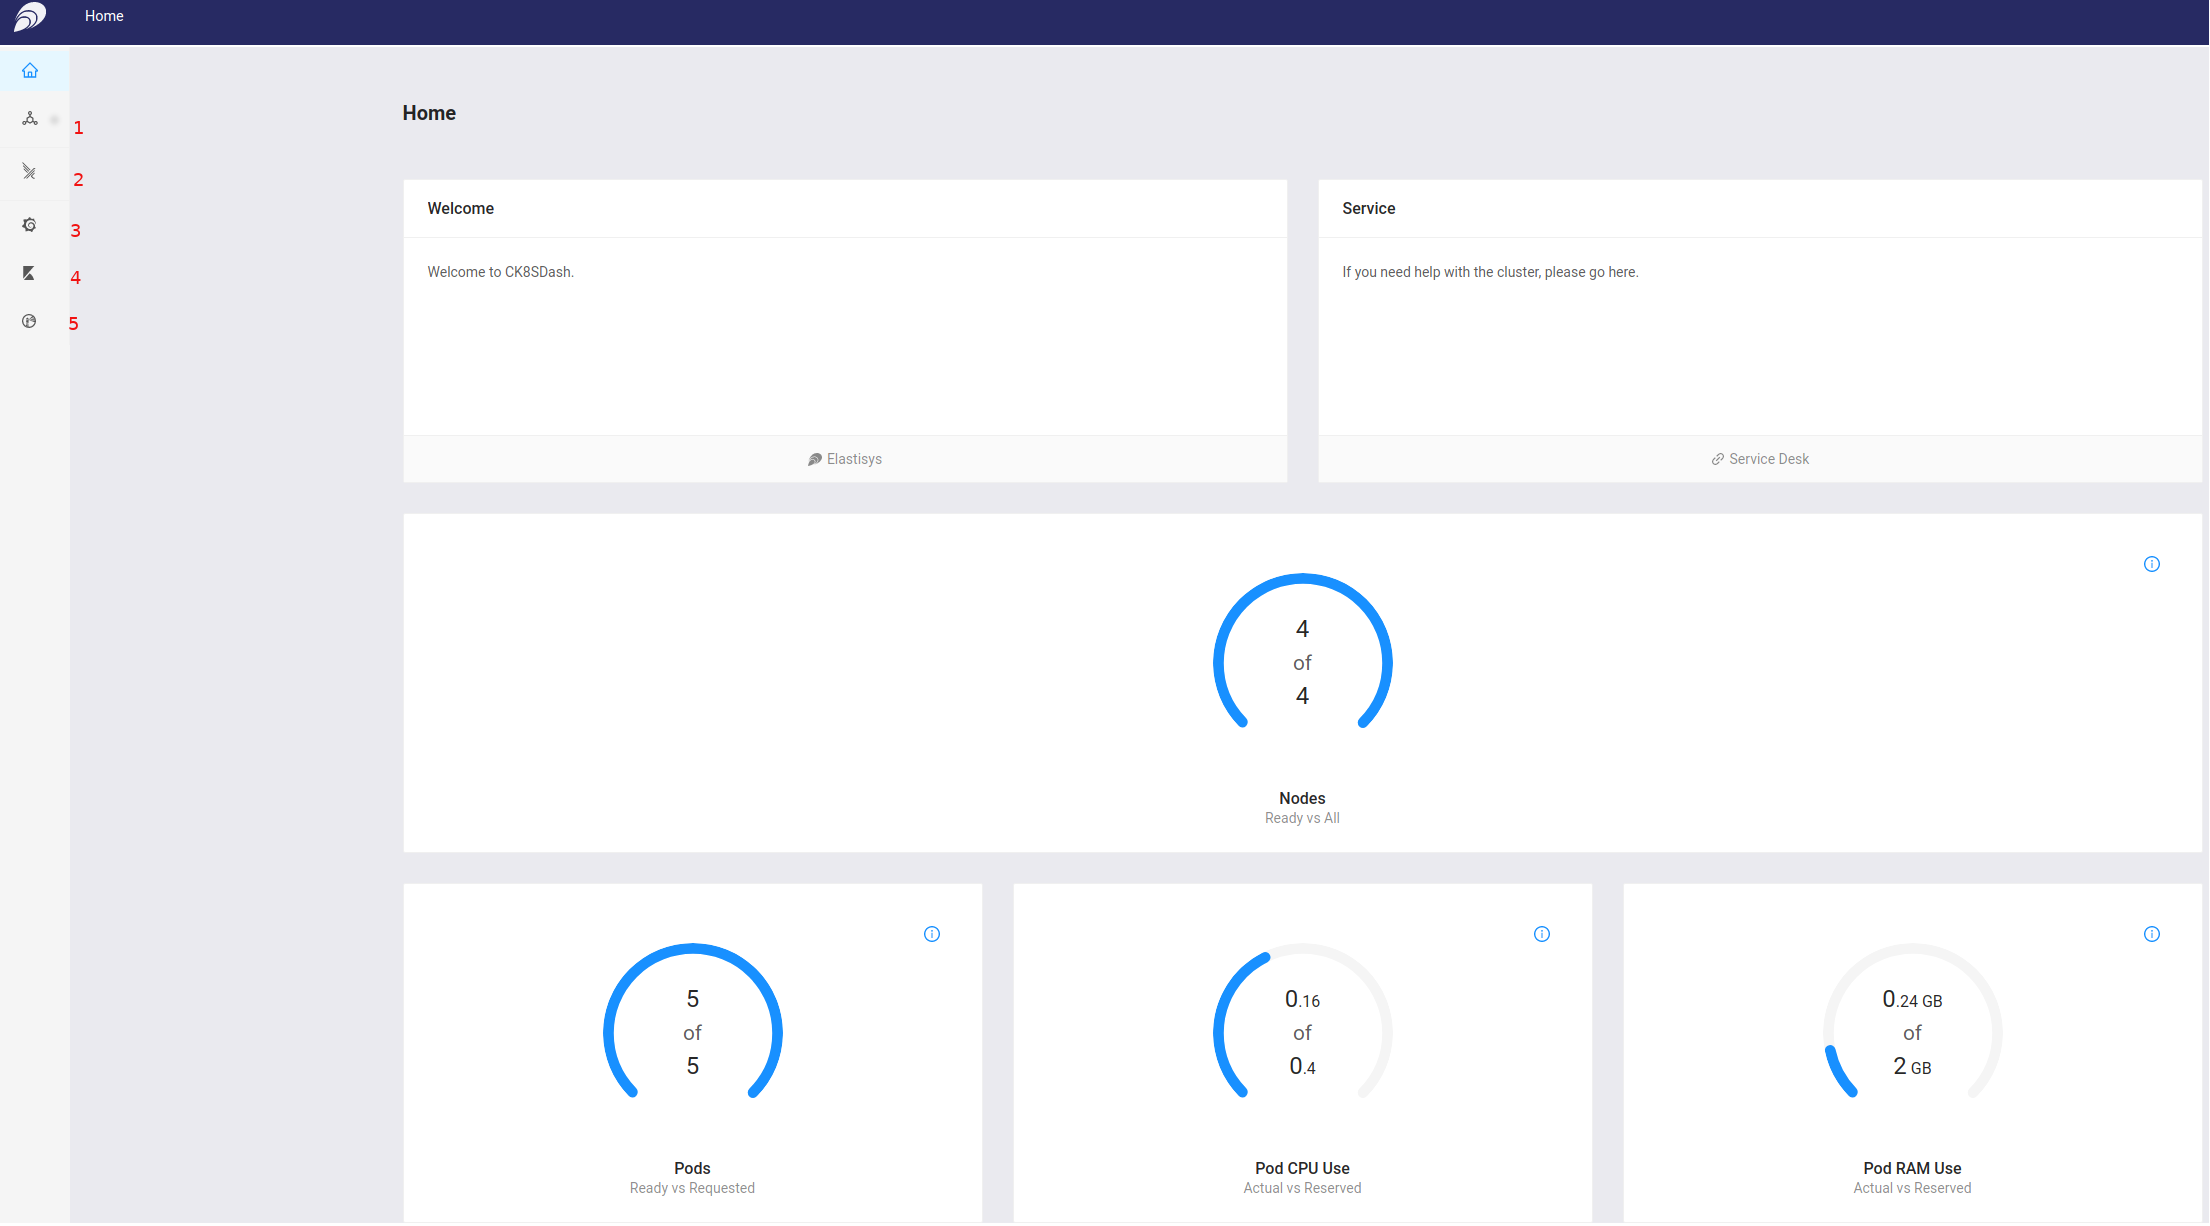 Home
1
2
3
4
5
Home
Welcome
Welcome to CK8SDash.
Elastisys
Service
If you need help with the cluster, please go here.
Service Desk
4
of
4
Nodes
Ready vs All
5
of
5
Pods
Ready vs Requested
0.16
of
0.4
Pod CPU Use
Actual vs Reserved
0.24 GB
of
2 GB
Pod RAM Use
Actual vs Reserved